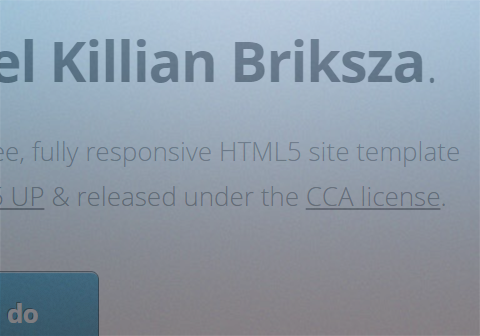 el Killian Briksza.
ee, fully responsive HTML5 site template
5 UP & released under the CCA license.
do